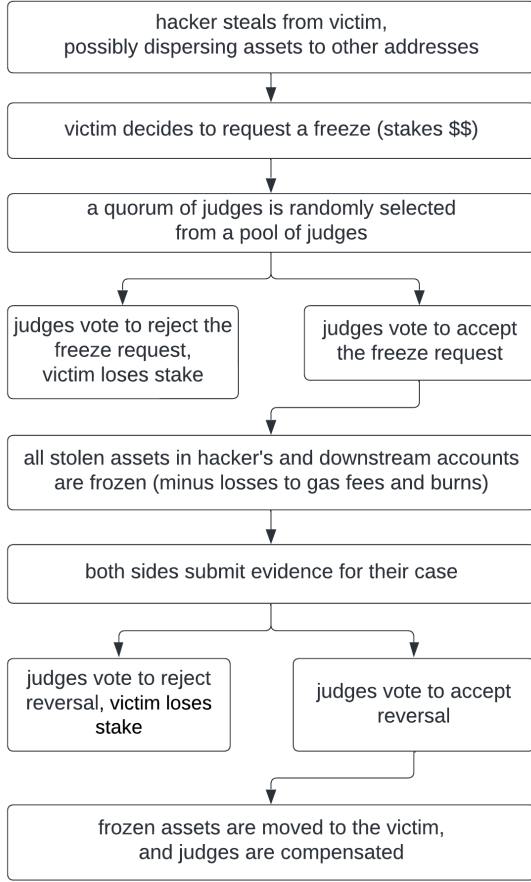 hacker steals from victim,
possibly dispersing assets to other addresses
victim decides to request a freeze (stakes $$)
a quorum of judges is randomly selected
from a pool of judges
judges vote to reject the
freeze request,
victim loses stake
judges vote to accept
the freeze request
all stolen assets in hacker's and downstream accounts
are frozen (minus losses to gas fees and burns)
both sides submit evidence for their case
judges vote to reject
reversal, victim loses
stake
judges vote to accept
reversal
frozen assets are moved to the victim,
and judges are compensated